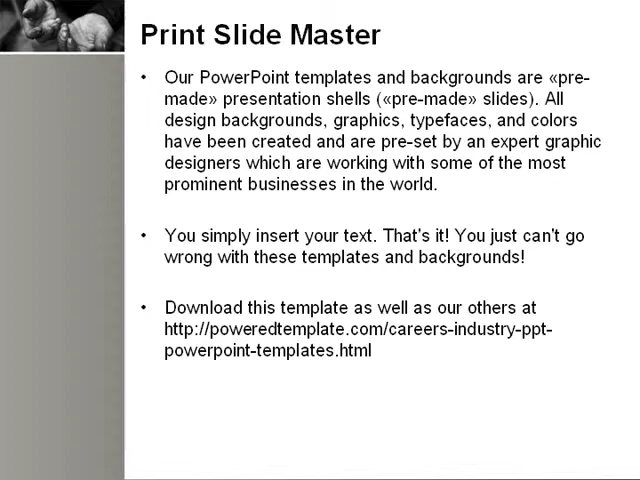 Print Slide Master
• Our PowerPoint templates and backgrounds are «pre-
made» presentation shells («pre-made» slides). All
design backgrounds, graphics, typefaces, and colors
have been created and are pre-set by an expert graphic
designers which are working with some of the most
prominent businesses in the world.
• You simply insert your text. That's it! You just can't go
wrong with these templates and backgrounds!
• Download this template as well as our others at
http://poweredtemplate.com/careers-industry-ppt-
powerpoint-templates.html